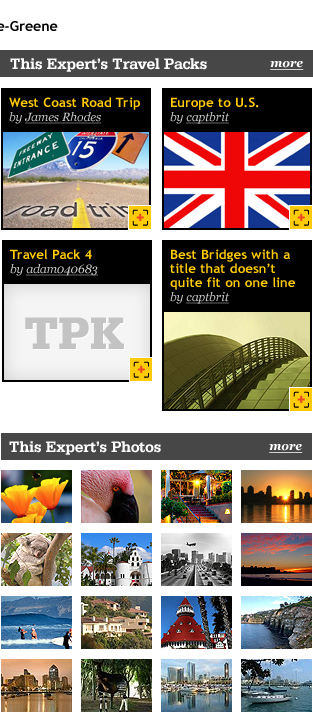 e-Greene
This Expert's Travel Packs more
West Coast Road Trip
by James Rhodes
FREEWAY
ENTRANCE
INTERSTATE
15
road trip
Europe to U.S.
by captbrit
Travel Pack 4
by adam040683
TPK
Best Bridges with a
title that doesn't
quite fit on one line
by captbrit
This Expert's Photos more